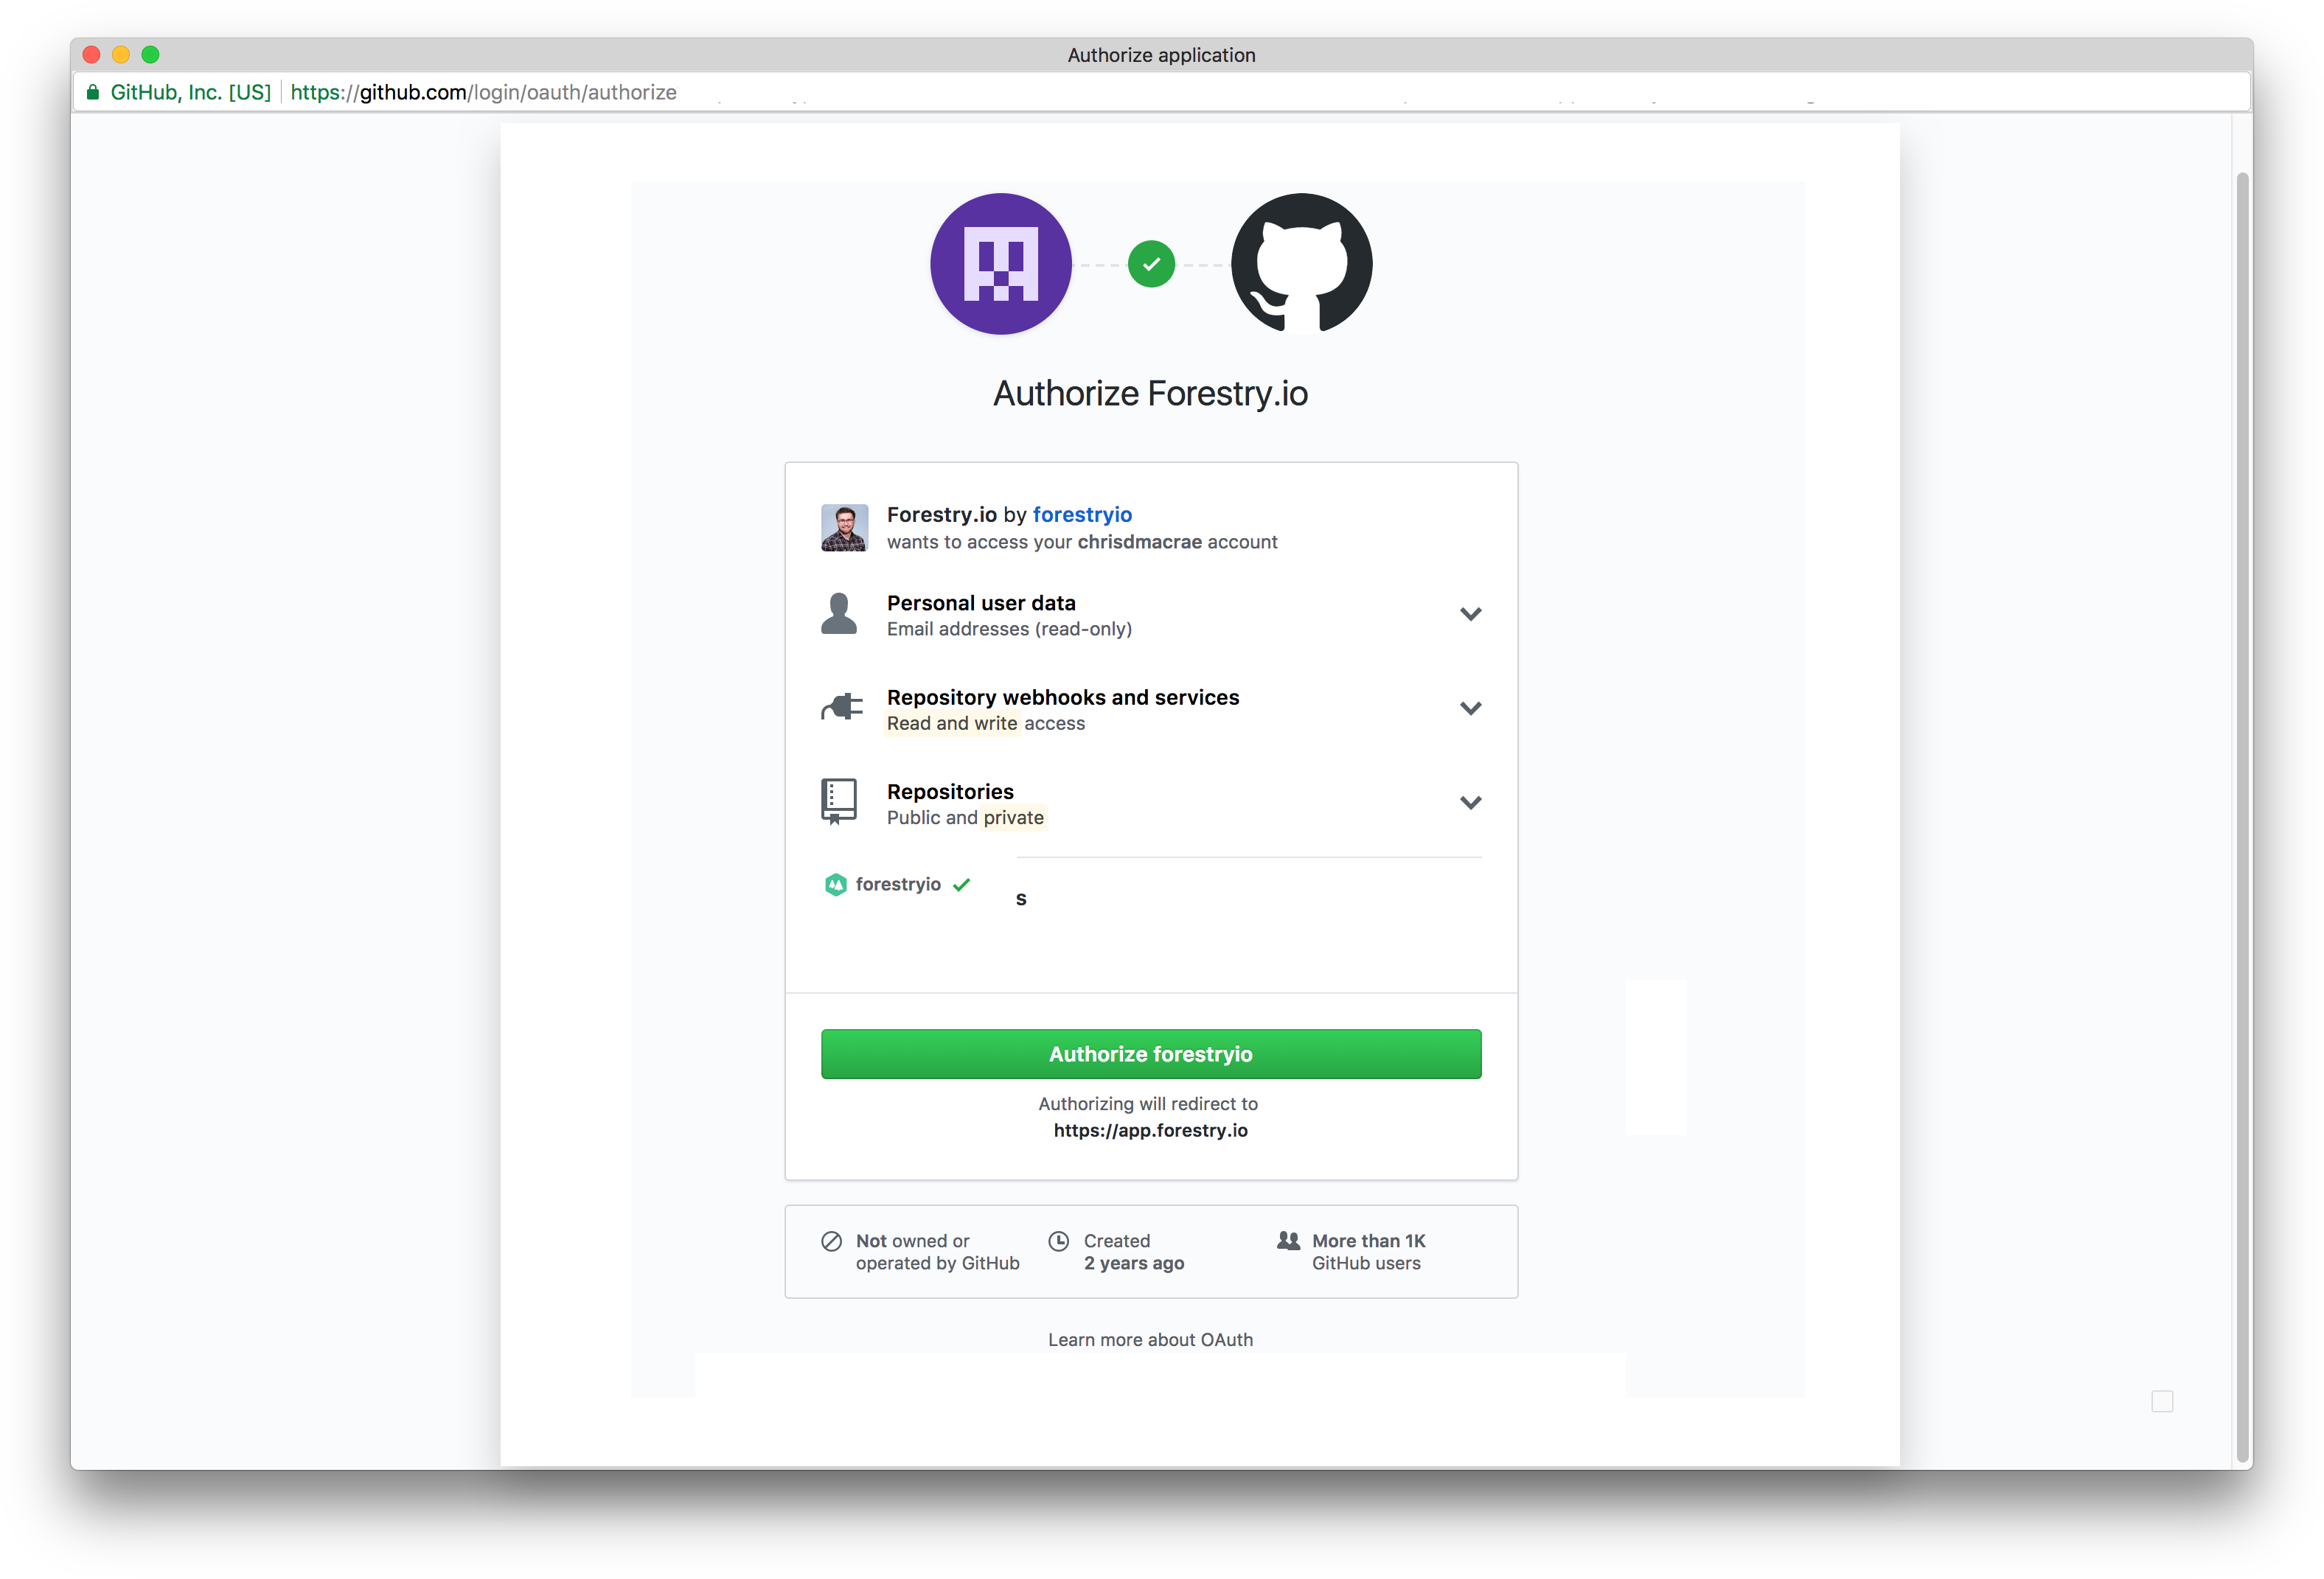 Authorize application
GitHub, Inc. [US] https://github.com/login/oauth/authorize
Authorize Forestry.io
Forestry.io by forestryio
wants to access your chrisdmacrae account
Personal user data
Email addresses (read-only)
Repository webhooks and services
Read and write access
Repositories
Public and private
forestryio
s
Authorize forestryio
Authorizing will redirect to
https://app.forestry.io
Not owned or
operated by GitHub
Created
2 years ago
More than 1K
GitHub users
Learn more about OAuth